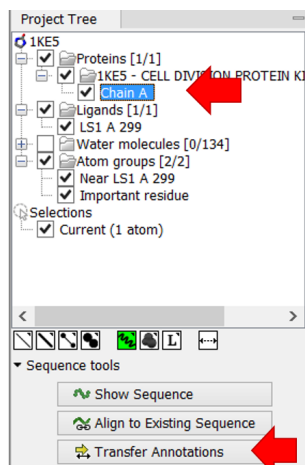 Project Tree
1KE5
Proteins [1/1]
1KE5 - CELL DIVISION PROTEIN KI
Chain A
Ligands [1/1]
LS1 A 299
Water molecules [0/134]
Atom groups [2/2]
Near LS1 A 299
Important residue
Selections
Current (1 atom)
L
Sequence tools
Show Sequence
Align to Existing Sequence
Transfer Annotations